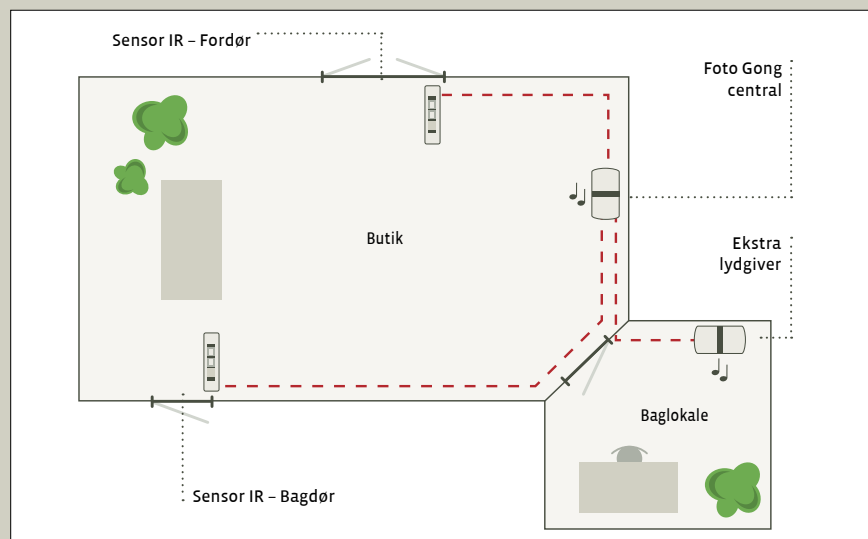 Sensor IR – Fordør
Foto Gong
central
Butik
Ekstra
lydgiver
Baglokale
Sensor IR – Bagdør